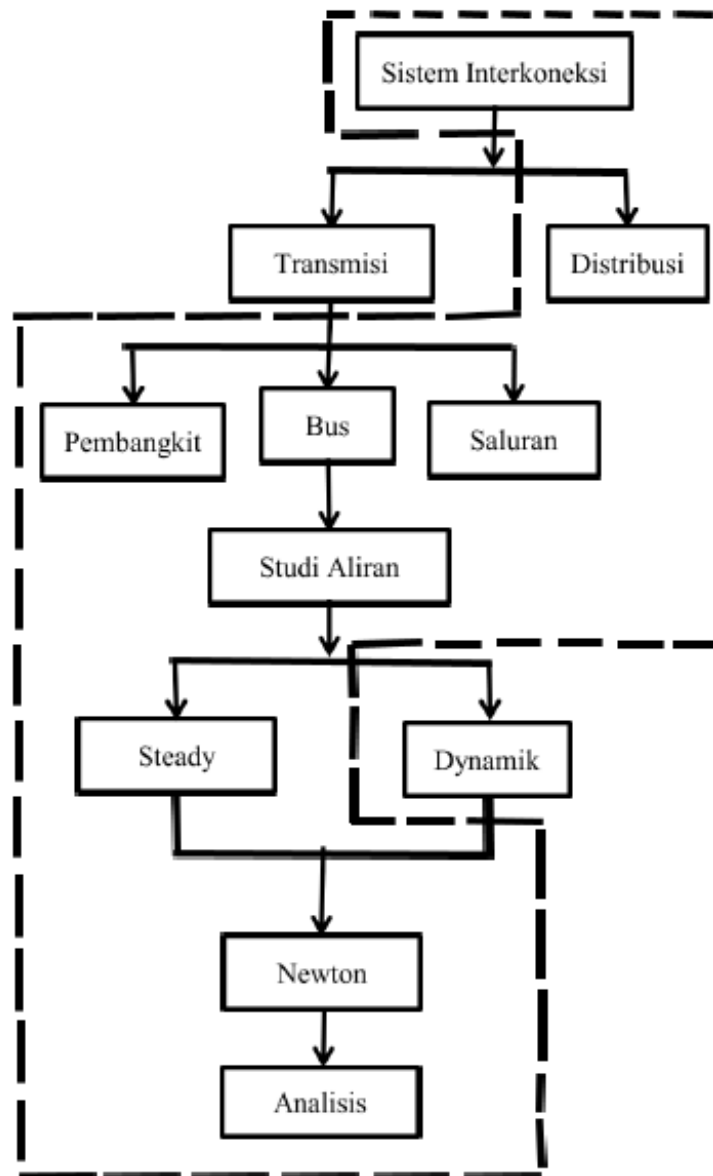 Sistem Interkoneksi
Transmisi
Distribusi
Pembangkit
Bus
Saluran
Studi Aliran
Steady
Dynamik
Newton
Analisis